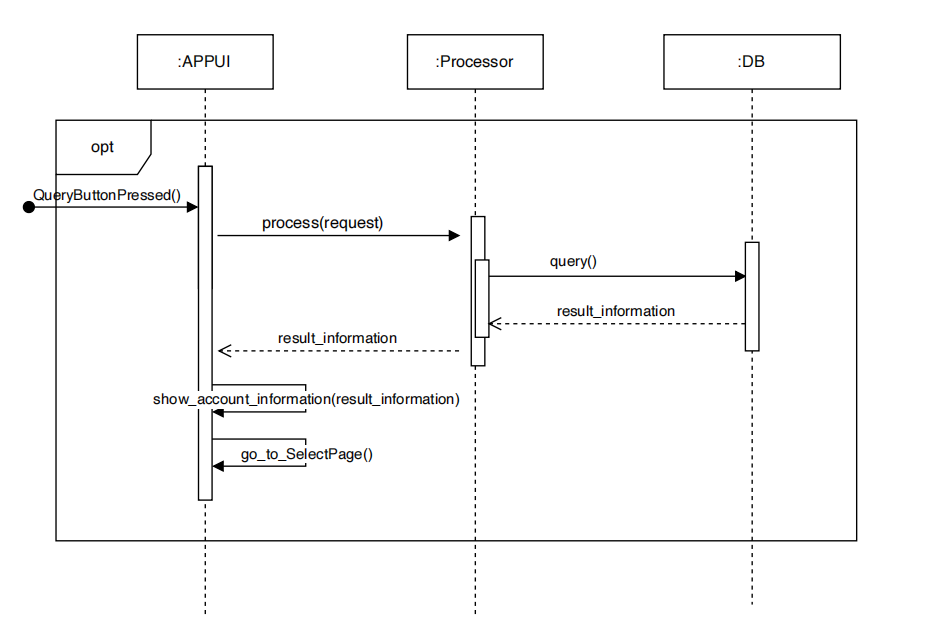 :APPUI
:Processor
:DB
opt
QueryButtonPressed()
process(request)
query()
result_information
result_information
show_account_information(result_information)
go_to_SelectPage()